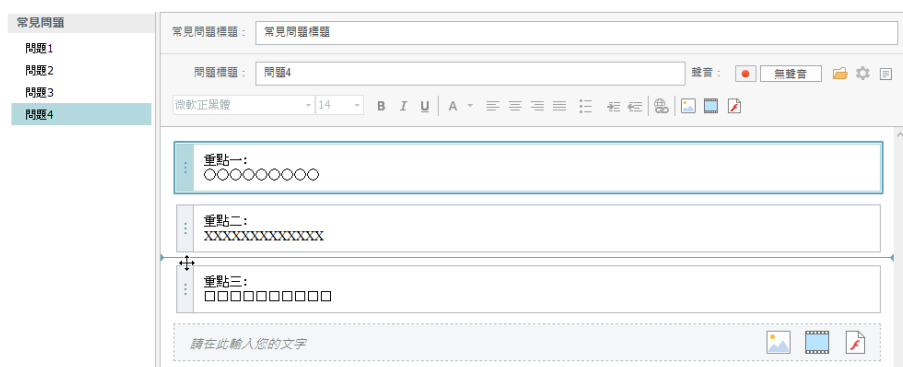 常見問題
問題1
問題2
問題3
問題4
常見問題標題： 常見問題標題
問題標題： 問題4 聲音： 無聲音
微軟正黑體 14 B I U A
重點一：
○○○○○○○○○
重點二：
XXXXXXXXXXXXX
重點三：
□□□□□□□□□□
請在此輸入您的文字